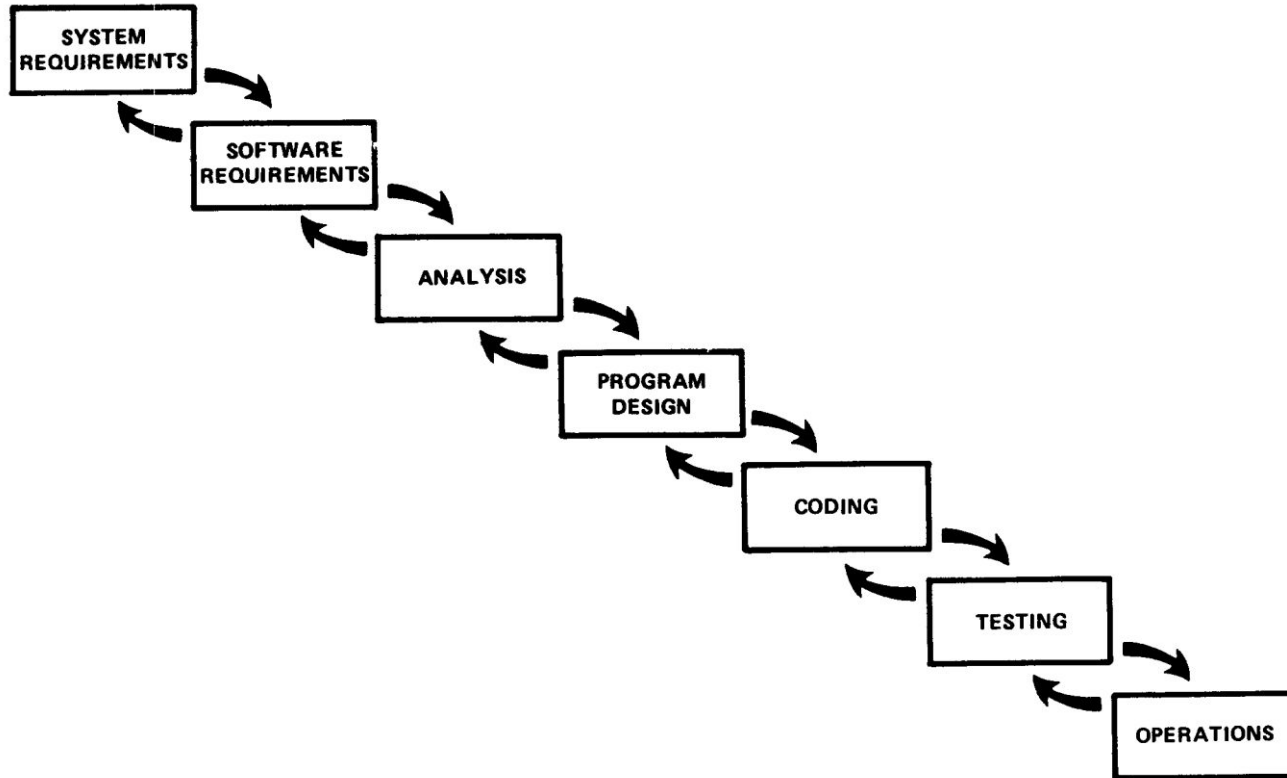 SYSTEM
REQUIREMENTS
SOFTWARE
REQUIREMENTS
ANALYSIS
PROGRAM
DESIGN
CODING
TESTING
OPERATIONS